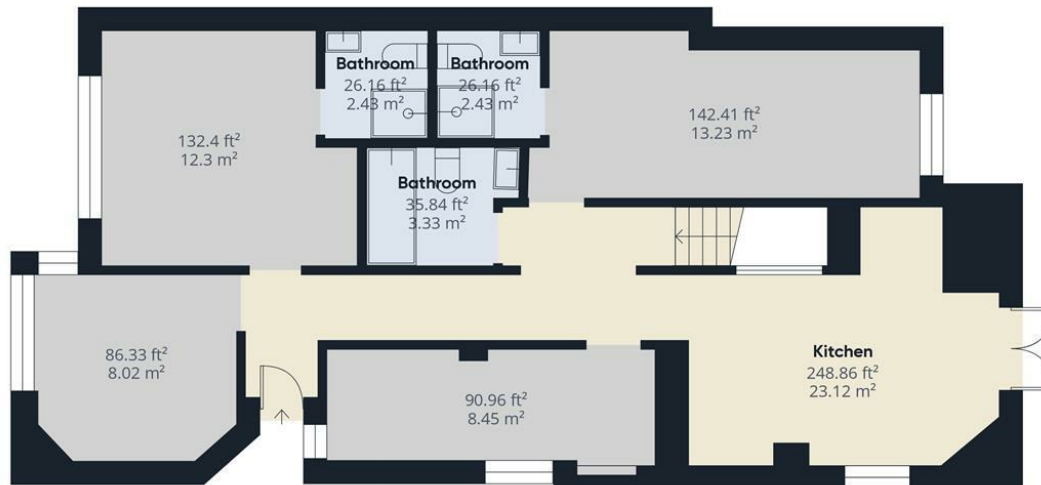 Bathroom
26.16 ft²
2.43 m²
Bathroom
26.16 ft²
2.43 m²
132.4 ft²
12.3 m²
142.41 ft²
13.23 m²
Bathroom
35.84 ft²
3.33 m²
86.33 ft²
8.02 m²
90.96 ft²
8.45 m²
Kitchen
248.86 ft²
23.12 m²